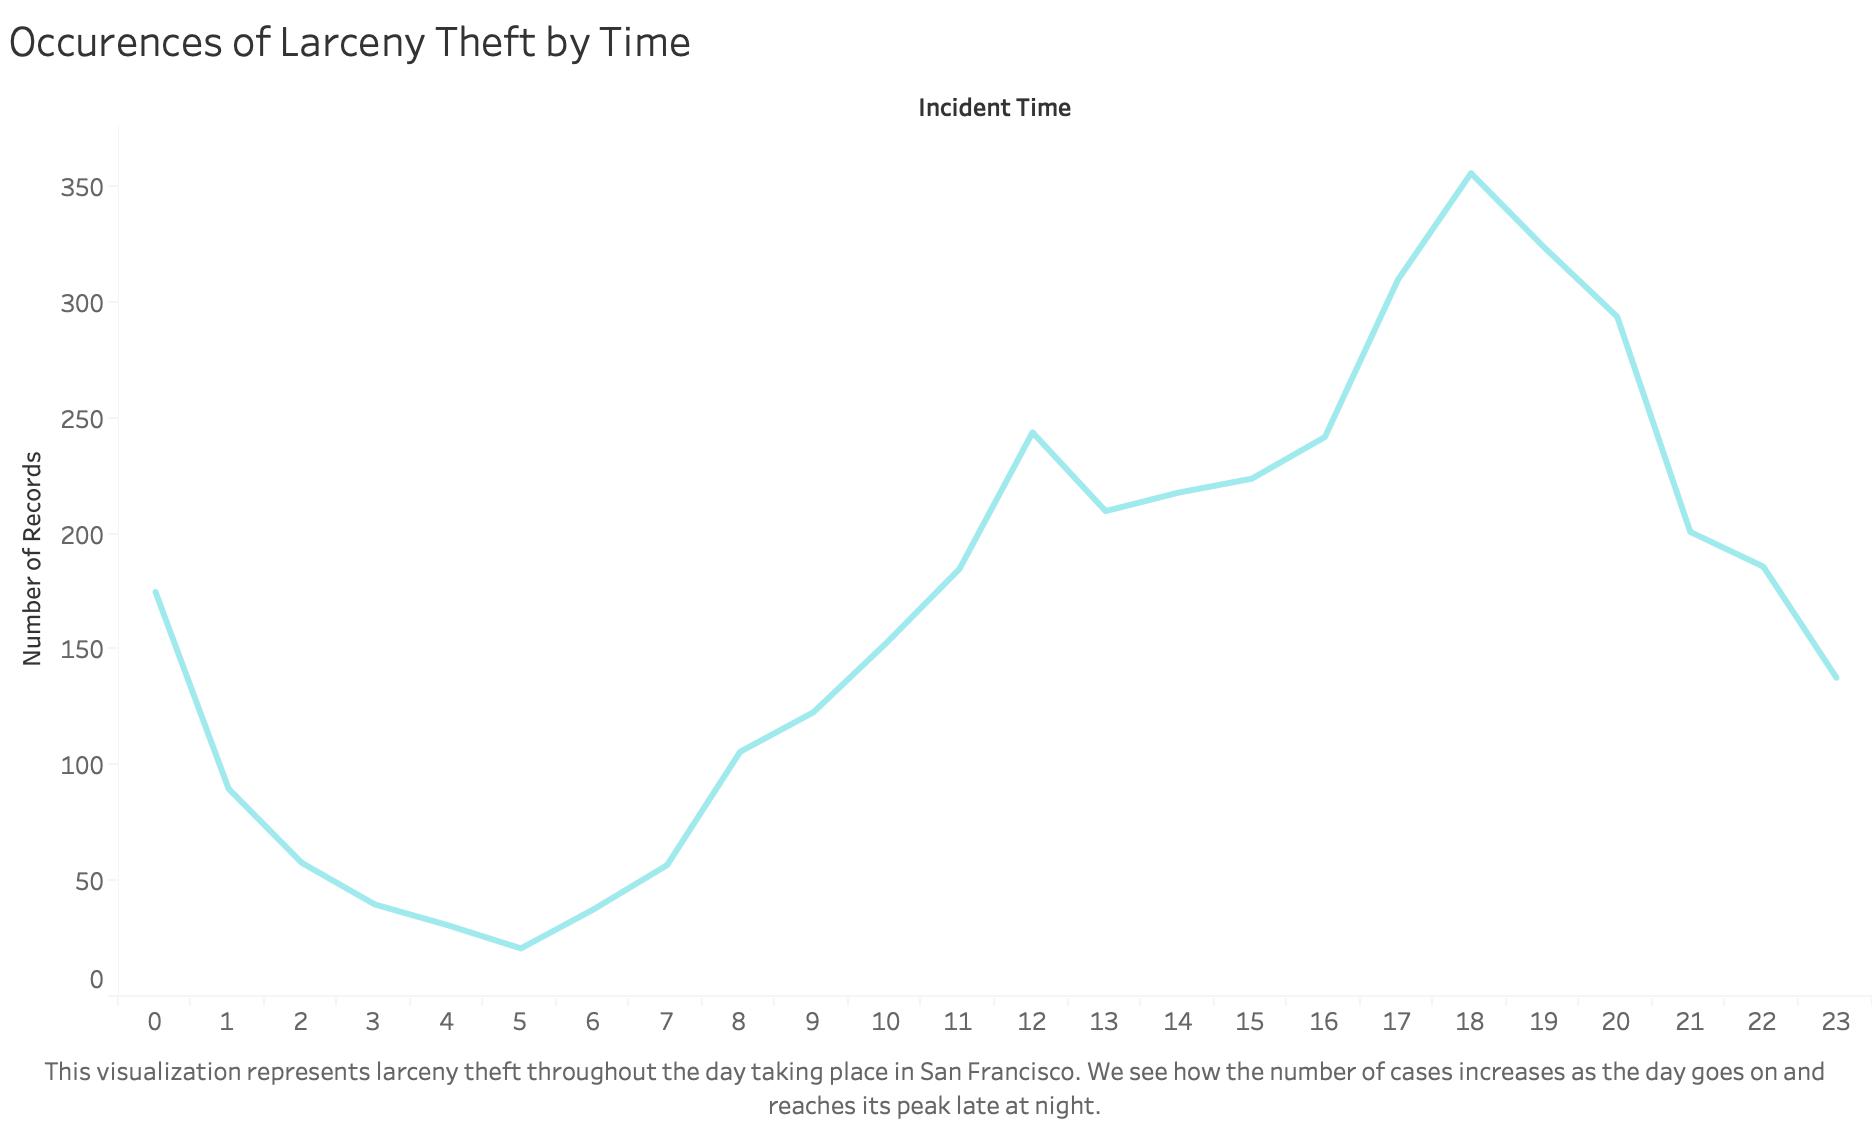 Occurences of Larceny Theft by Time
Incident Time
Number of Records
350
300
250
200
150
100
50
0
0 1 2 3 4 5 6 7 8 9 10 11 12 13 14 15 16 17 18 19 20 21 22 23
This visualization represents larceny theft throughout the day taking place in San Francisco. We see how the number of cases increases as the day goes on and
reaches its peak late at night.